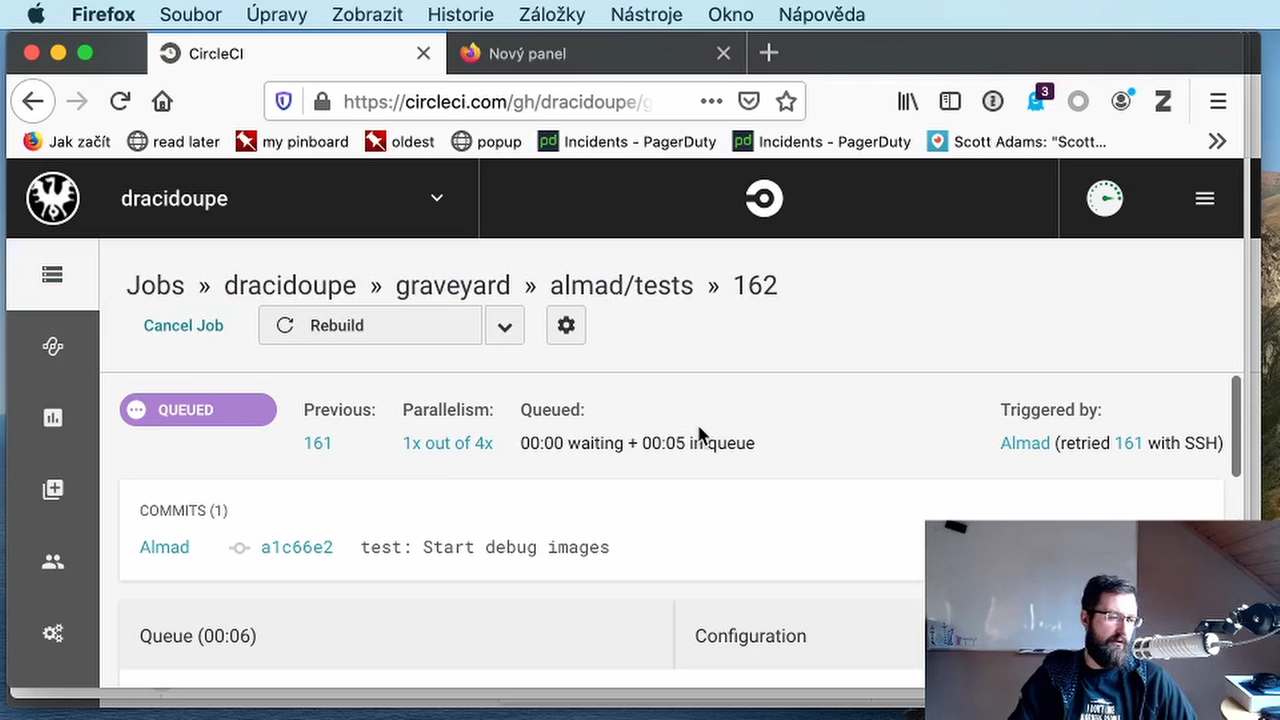 Firefox Soubor Úpravy Zobrazit Historie Záložky Nástroje Okno Nápověda
CircleCI Nový panel
https://circleci.com/gh/dracidoupe/g
3
Jak začít read later my pinboard oldest popup pd Incidents - PagerDuty pd Incidents - PagerDuty Scott Adams: "Scott...
dracidoupe
Jobs » dracidoupe » graveyard » almad/tests » 162
Cancel Job Rebuild
QUEUED Previous: Parallelism: Queued: Triggered by:
161 1x out of 4x 00:00 waiting + 00:05 in queue Almad (retried 161 with SSH)
COMMITS (1)
Almad a1c66e2 test: Start debug images
Queue (00:06) Configuration